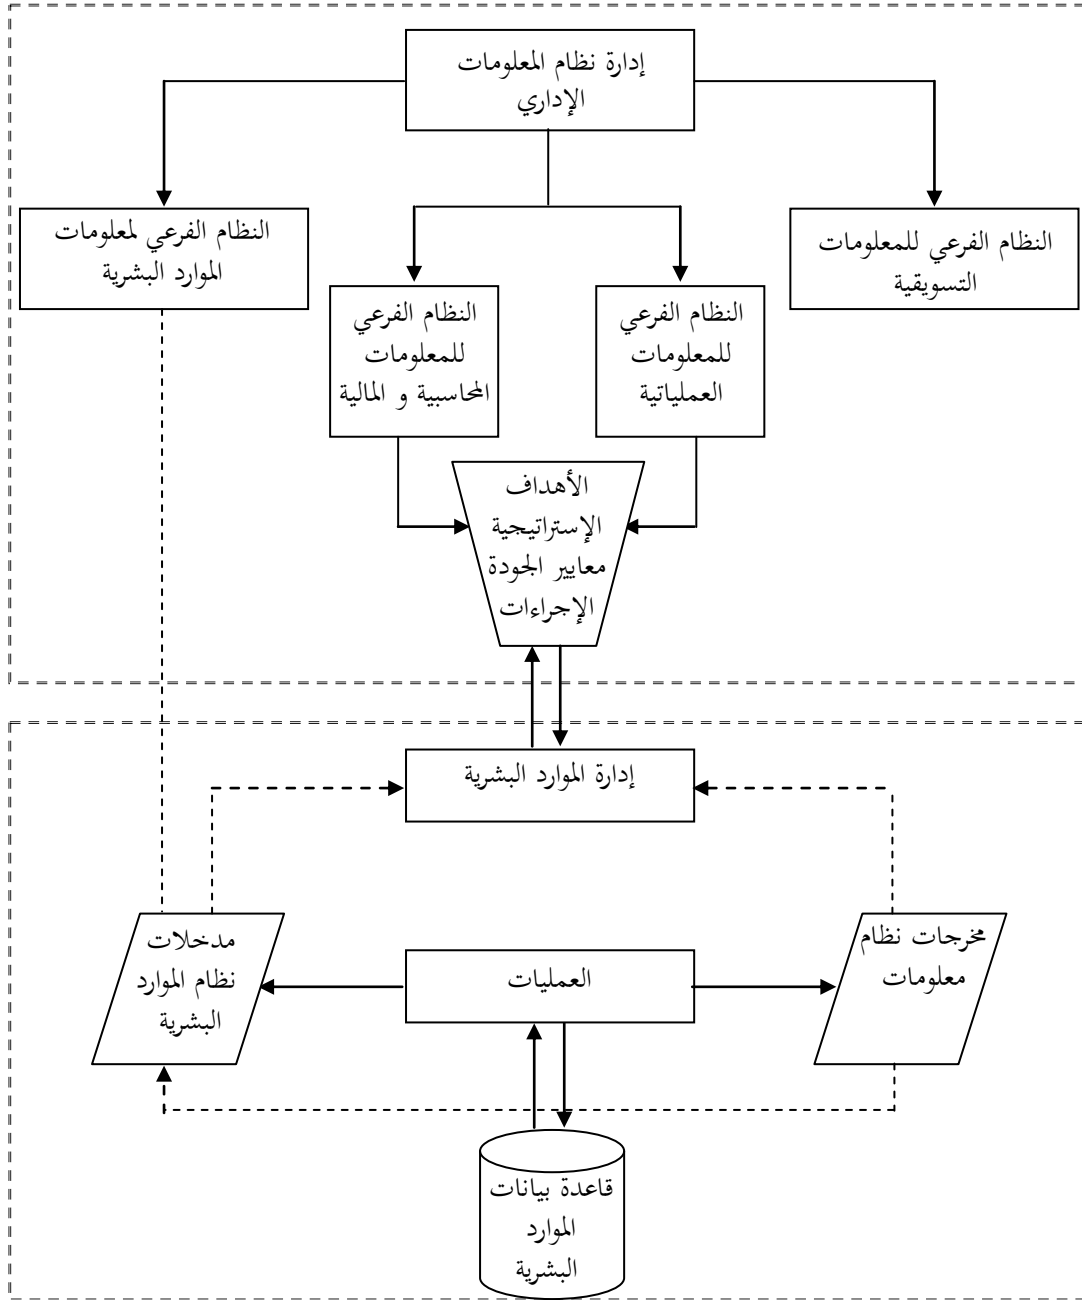 إدارة نظام المعلومات
الإداري
النظام الفرعي للمعلومات
التسويقية
النظام الفرعي
للمعلومات
العملياتية
النظام الفرعي
للمعلومات
المحاسبية و المالية
النظام الفرعي لمعلومات
الموارد البشرية
الأهداف
الإستراتيجية
معايير الجودة
الإجراءات
إدارة الموارد البشرية
مخرجات نظام
معلومات
العمليات
مدخلات
نظام الموارد
البشرية
قاعدة بيانات
الموارد
البشرية